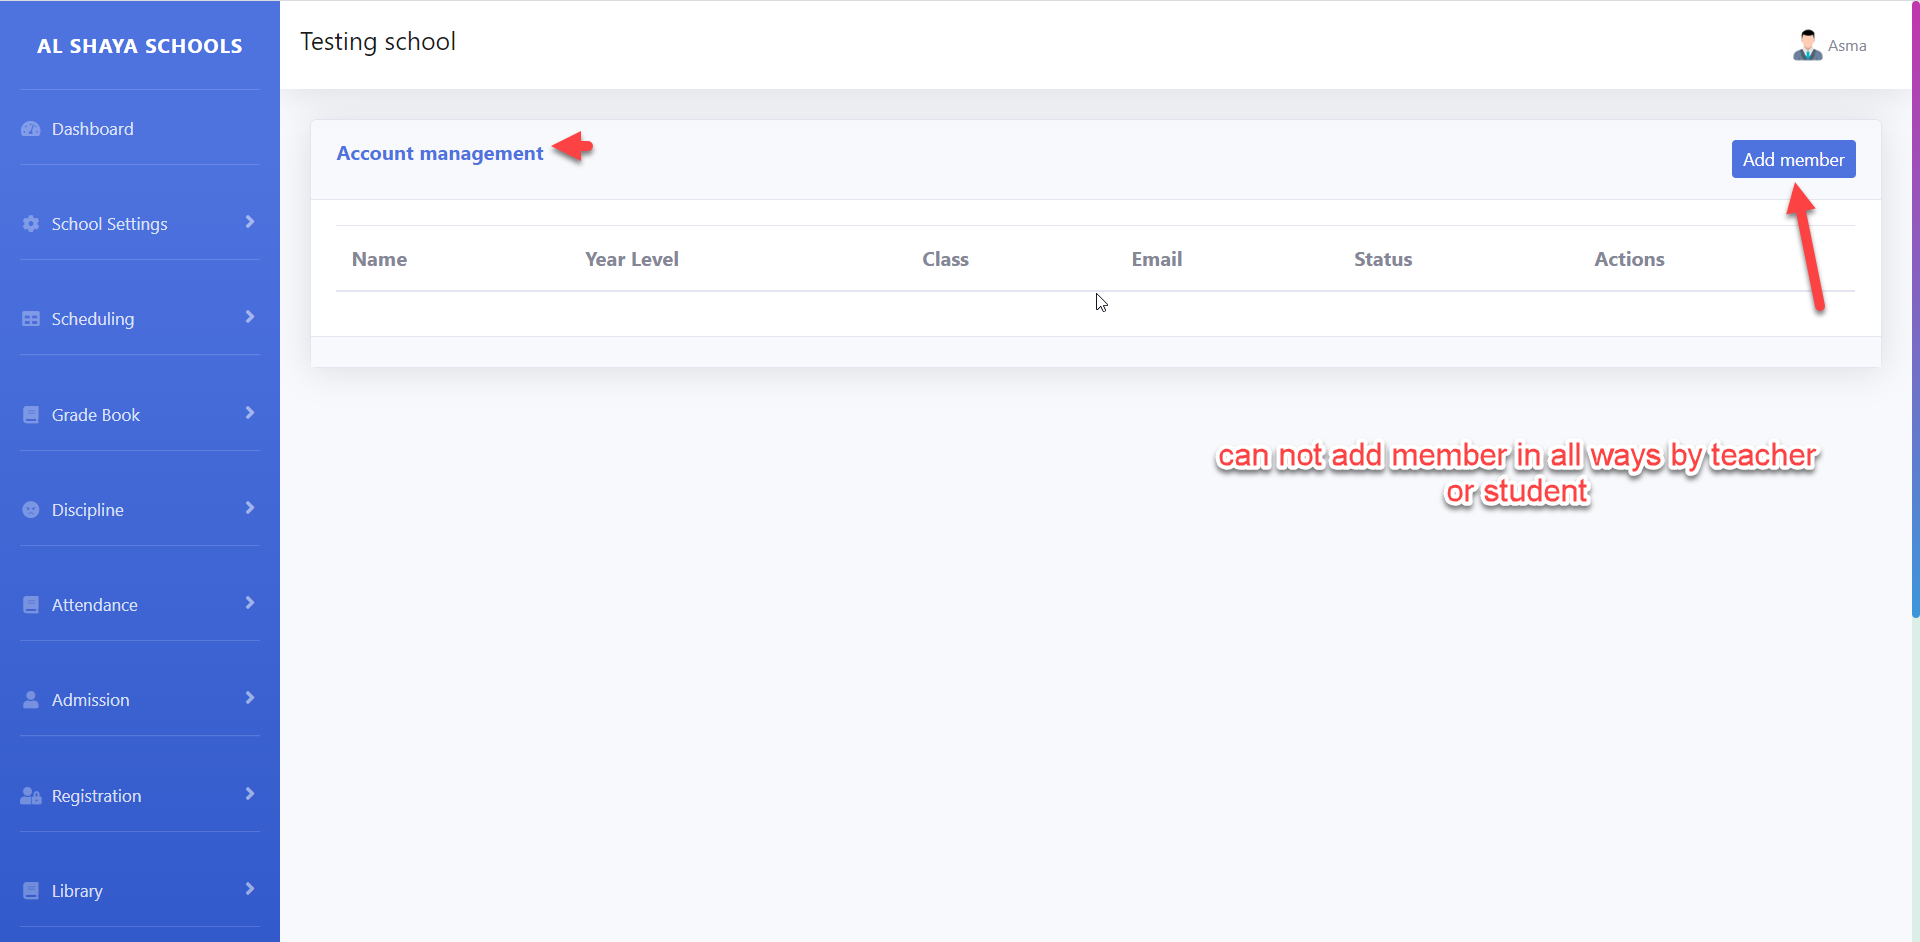 AL SHAYA SCHOOLS
Testing school
Asma
Dashboard
School Settings
Scheduling
Grade Book
Discipline
Attendance
Admission
Registration
Library
Account management
Add member
Name Year Level Class Email Status Actions
can not add member in all ways by teacher
or student